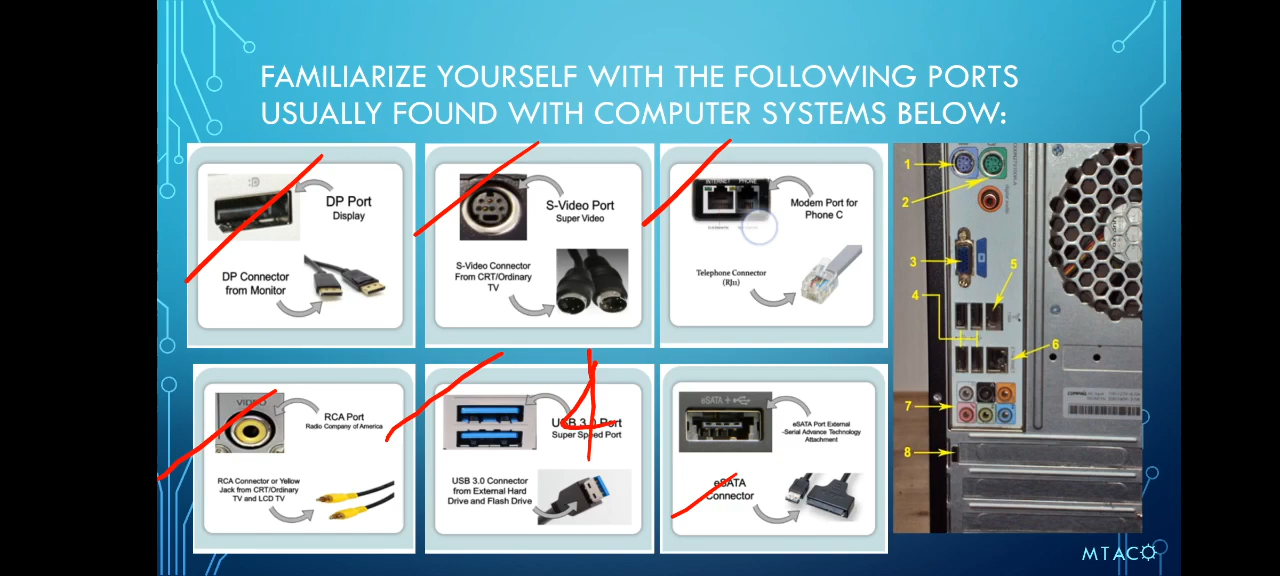 FAMILIARIZE YOURSELF WITH THE FOLLOWING PORTS
USUALLY FOUND WITH COMPUTER SYSTEMS BELOW:
DP Port
Display
DP Connector
from Monitor
S-Video Port
Super Video
S-Video Connector
From CRT/Ordinary
TV
INTERNET PHONE
Modem Port for
Phone C
Telephone Connector
(RJ11)
VIDEO
RCA Port
Radio Company of America
RCA Connector or Yellow
Jack from CRT/Ordinary
TV and LCD TV
USB 3.0 Port
Super Speed Port
USB 3.0 Connector
from External Hard
Drive and Flash Drive
eSATA +
eSATA Port External
-Serial Advance Technology
Attachment
eSATA
Connector
1
2
3
4
5
6
7
8
MTAC